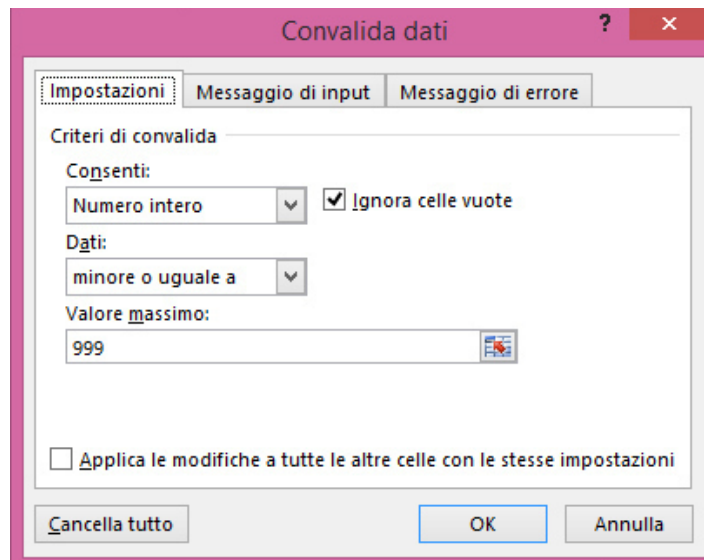 Convalida dati
? ×
Impostazioni Messaggio di input Messaggio di errore
Criteri di convalida
Consenti:
Numero intero Ignora celle vuote
Dati:
minore o uguale a
Valore massimo:
999
Applica le modifiche a tutte le altre celle con le stesse impostazioni
Cancella tutto OK Annulla